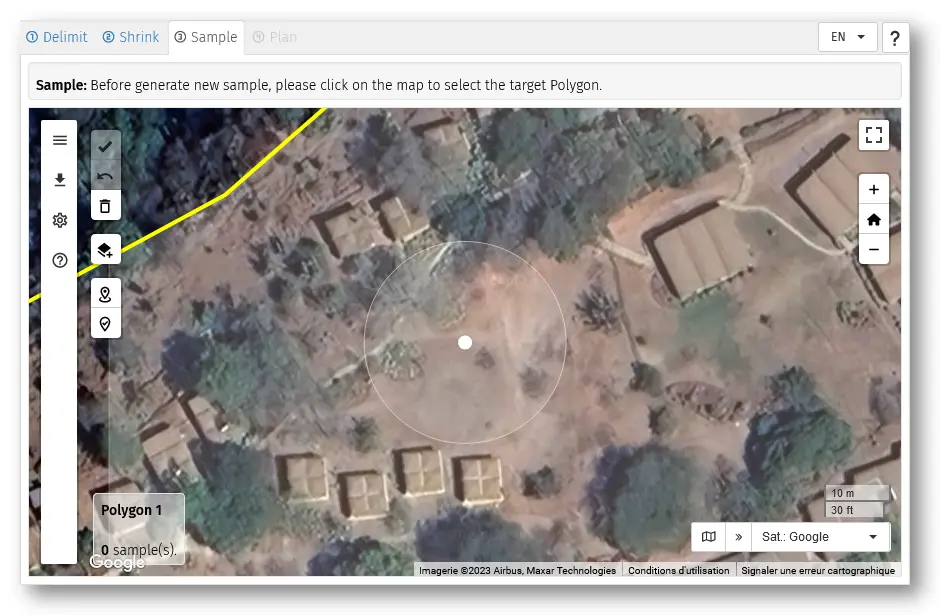 ① Delimit ② Shrink ③ Sample ④ Plan EN ?
Sample: Before generate new sample, please click on the map to select the target Polygon.
Polygon 1
0 sample(s).
Google
10 m
30 ft
Sat.: Google
Imagerie ©2023 Airbus, Maxar Technologies Conditions d'utilisation Signaler une erreur cartographique